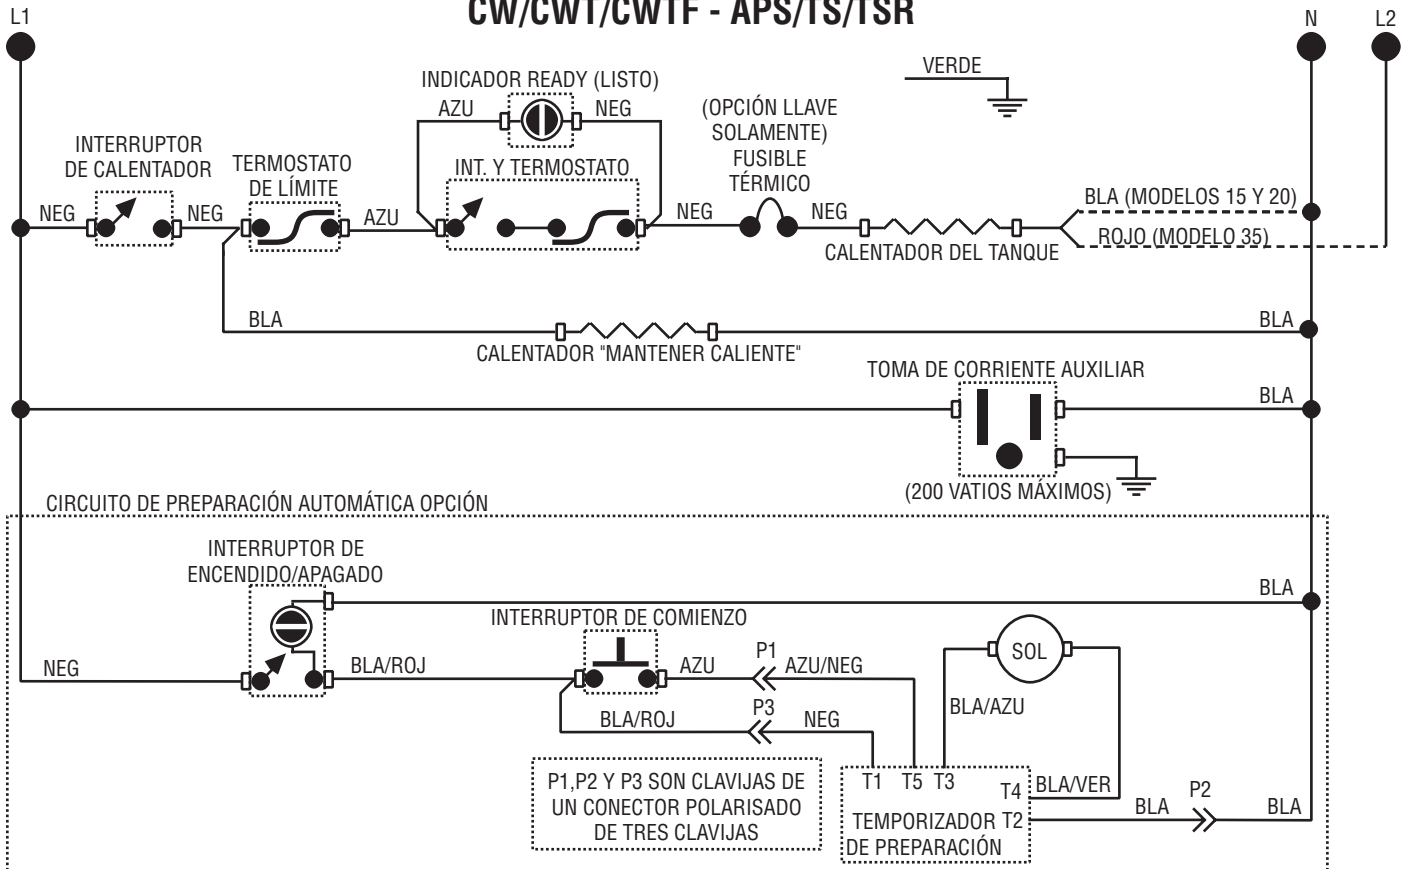 CW/CWT/CWTF - APS/TS/TSR
L1
N
L2
VERDE
INDICADOR READY (LISTO)
AZU
NEG
(OPCIÓN LLAVE
SOLAMENTE)
FUSIBLE
TÉRMICO
INTERRUPTOR
DE CALENTADOR
TERMOSTATO
DE LÍMITE
INT. Y TERMOSTATO
NEG
NEG
AZU
NEG
NEG
BLA (MODELOS 15 Y 20)
ROJO (MODELO 35)
CALENTADOR DEL TANQUE
BLA
BLA
CALENTADOR "MANTENER CALIENTE"
TOMA DE CORRIENTE AUXILIAR
BLA
(200 VATIOS MÁXIMOS)
CIRCUITO DE PREPARACIÓN AUTOMÁTICA OPCIÓN
INTERRUPTOR DE
ENCENDIDO/APAGADO
BLA
INTERRUPTOR DE COMIENZO
SOL
NEG
BLA/ROJ
AZU
P1
AZU/NEG
BLA/ROJ
P3
NEG
BLA/AZU
P1,P2 Y P3 SON CLAVIJAS DE
UN CONECTOR POLARISADO
DE TRES CLAVIJAS
T1 T5 T3
T4
BLA/VER
TEMPORIZADOR T2
DE PREPARACIÓN
BLA
P2
BLA